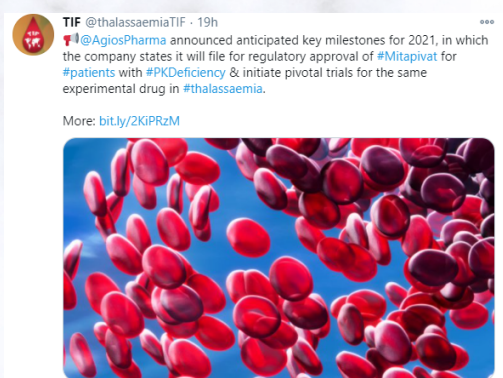 TIF @thalassaemiaTIF · 19h
@AgiosPharma announced anticipated key milestones for 2021, in which
the company states it will file for regulatory approval of #Mitapivat for
#patients with #PKDeficiency & initiate pivotal trials for the same
experimental drug in #thalassaemia.
More: bit.ly/2KiPRzM